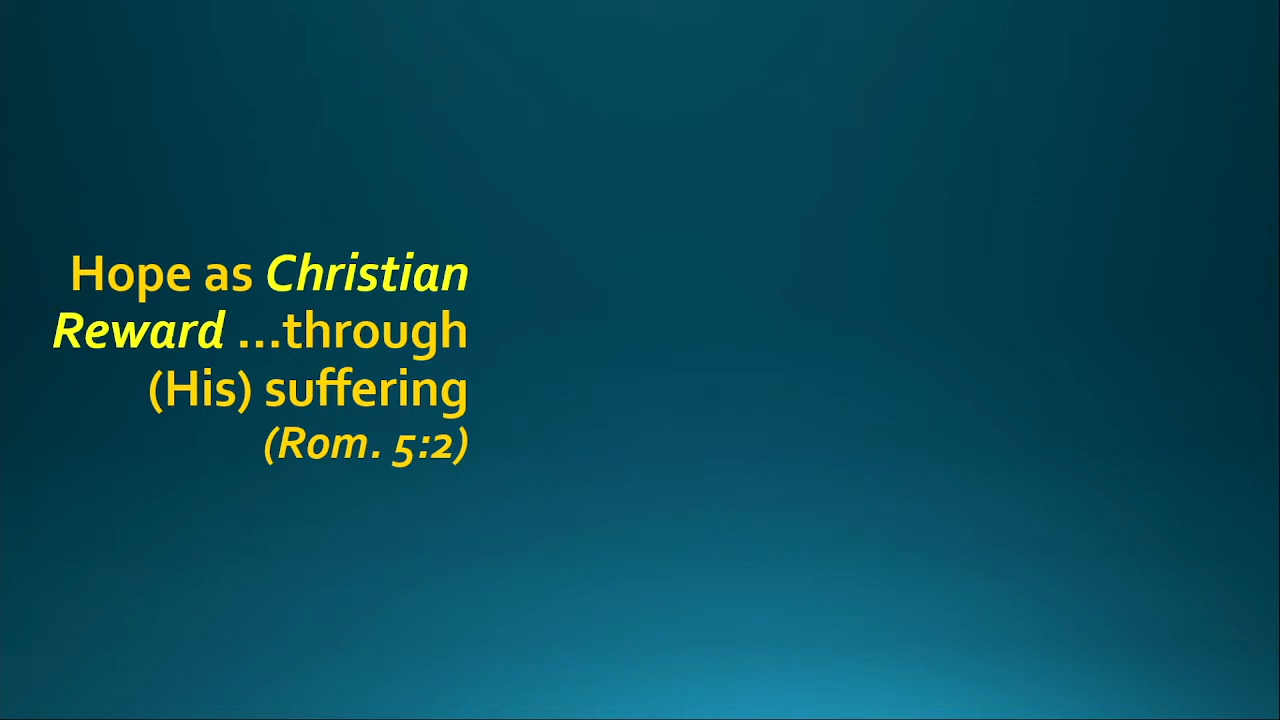 Hope as Christian
Reward ...through
(His) suffering
(Rom. 5:2)